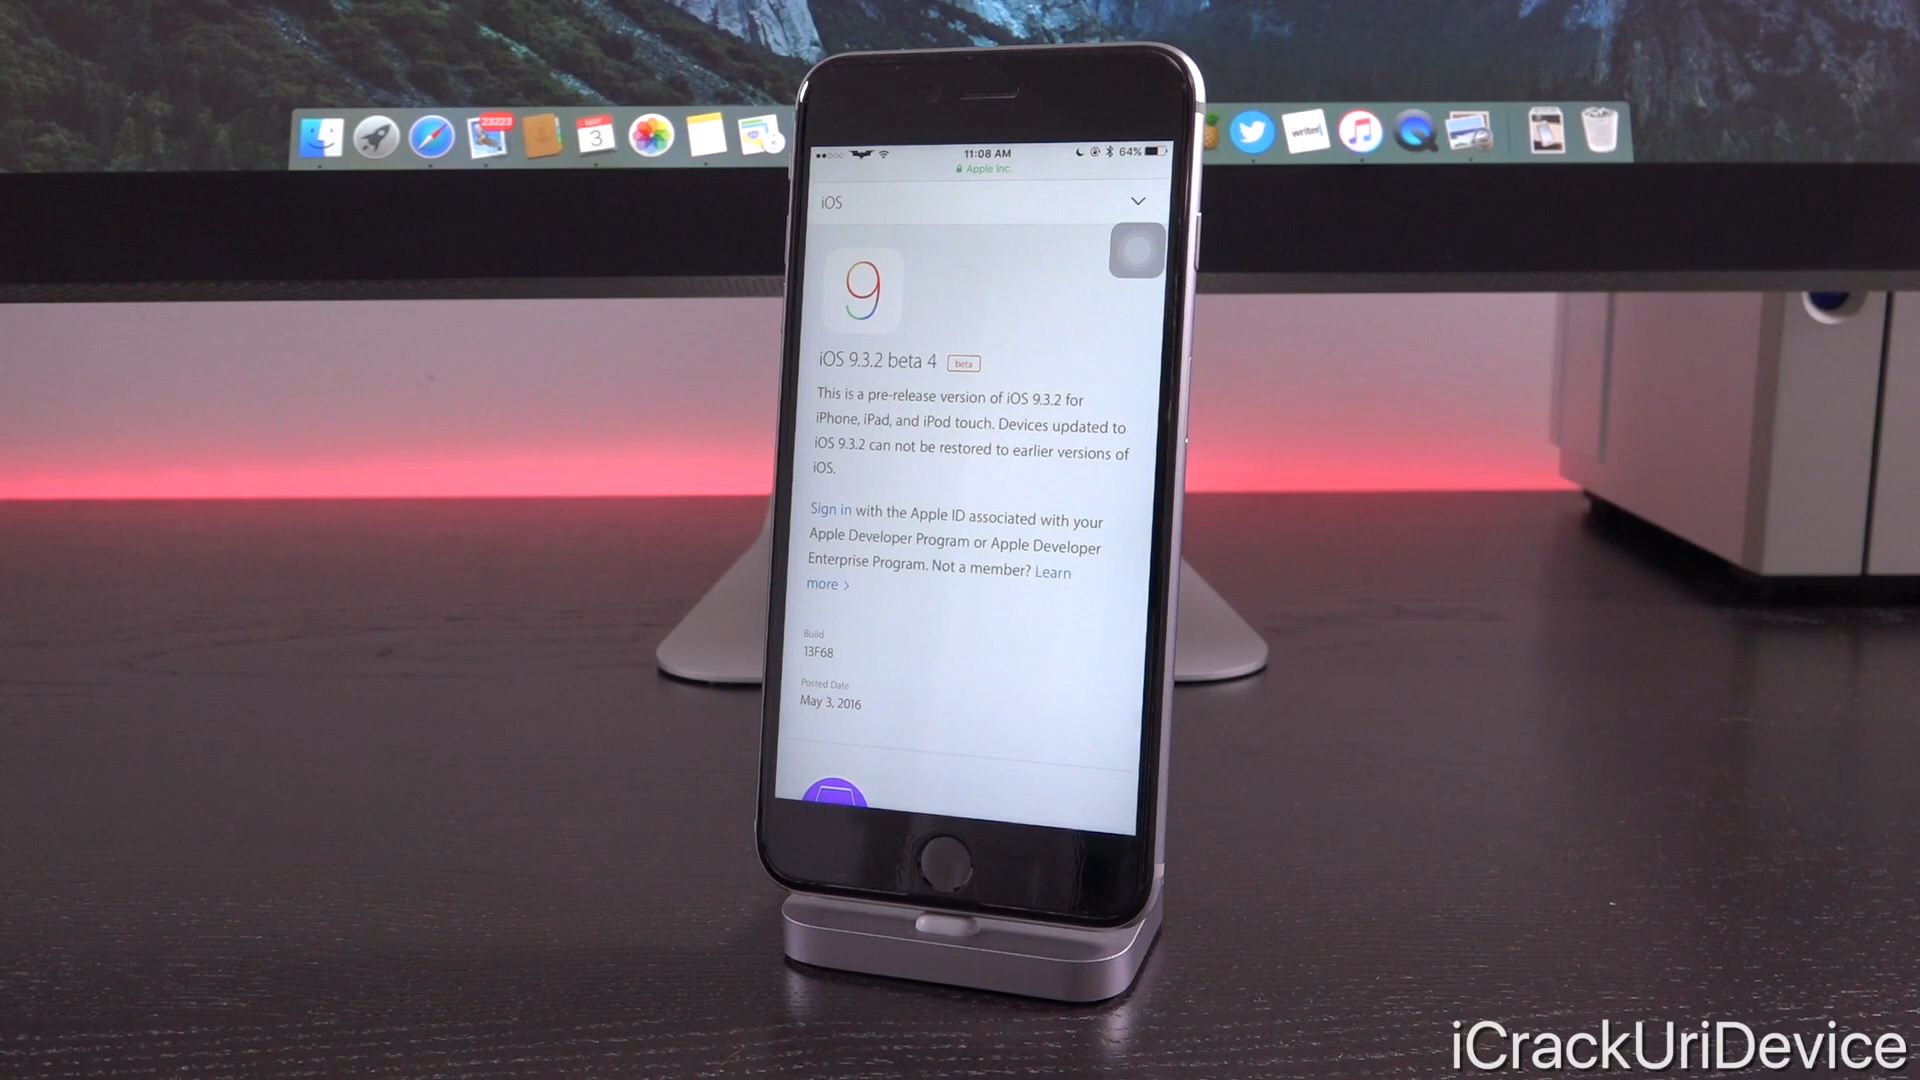 23223
MAY
3
writer
11:08 AM
64%
Apple Inc.
iOS
9
iOS 9.3.2 beta 4 beta
This is a pre-release version of iOS 9.3.2 for
iPhone, iPad, and iPod touch. Devices updated to
iOS 9.3.2 can not be restored to earlier versions of
iOS.
Sign in with the Apple ID associated with your
Apple Developer Program or Apple Developer
Enterprise Program. Not a member? Learn
more >
Build
13F68
Posted Date
May 3, 2016
iCrackUriDevice